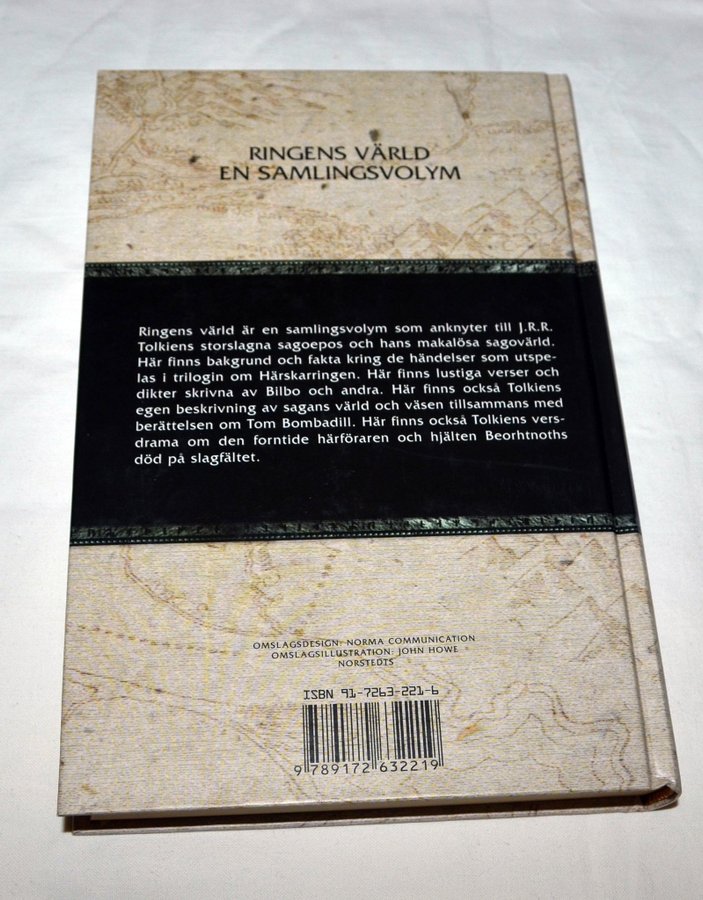 RINGENS VÄRLD
EN SAMLINGSVOLYM
Ringens värld är en samlingsvolym som anknyter till J.R.R.
Tolkiens storslagna sagoepos och hans makalösa sagovärld.
Här finns bakgrund och fakta kring de händelser som utspe-
las i trilogin om Härskarringen. Här finns lustiga verser och
dikter skrivna av Bilbo och andra. Här finns också Tolkiens
egen beskrivning av sagans värld och väsen tillsammans med
berättelsen om Tom Bombadill. Här finns också Tolkiens vers-
drama om den forntide härföraren och hjälten Beorhtnoths
död på slagfältet.
OMSLAGSDESIGN: NORMA COMMUNICATION
OMSLAGSILLUSTRATION: JOHN HOWE
NORSTEDTS
ISBN 91-7263-221-6
9 789172 632219